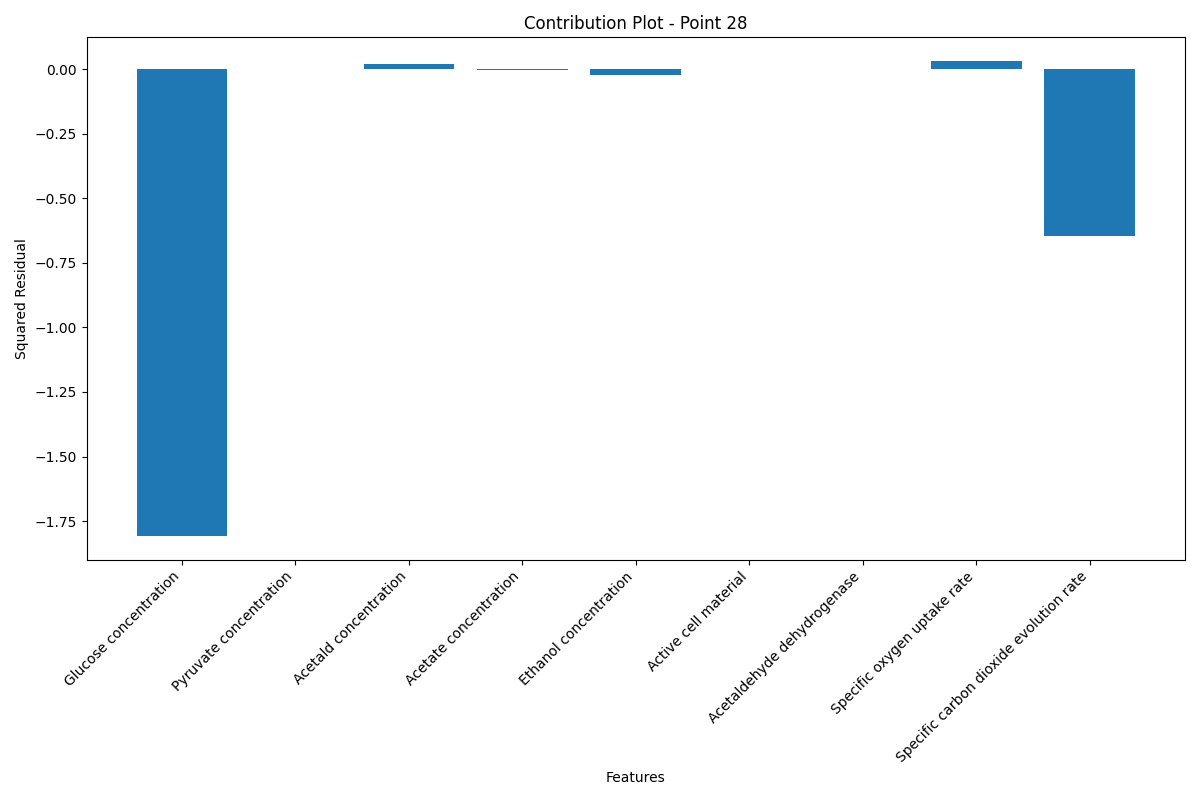 Contribution Plot - Point 28
Squared Residual
0.00
−0.25
−0.50
−0.75
−1.00
−1.25
−1.50
−1.75
Glucose concentration
Pyruvate concentration
Acetald concentration
Acetate concentration
Ethanol concentration
Active cell material
Acetaldehyde dehydrogenase
Specific oxygen uptake rate
Specific carbon dioxide evolution rate
Features